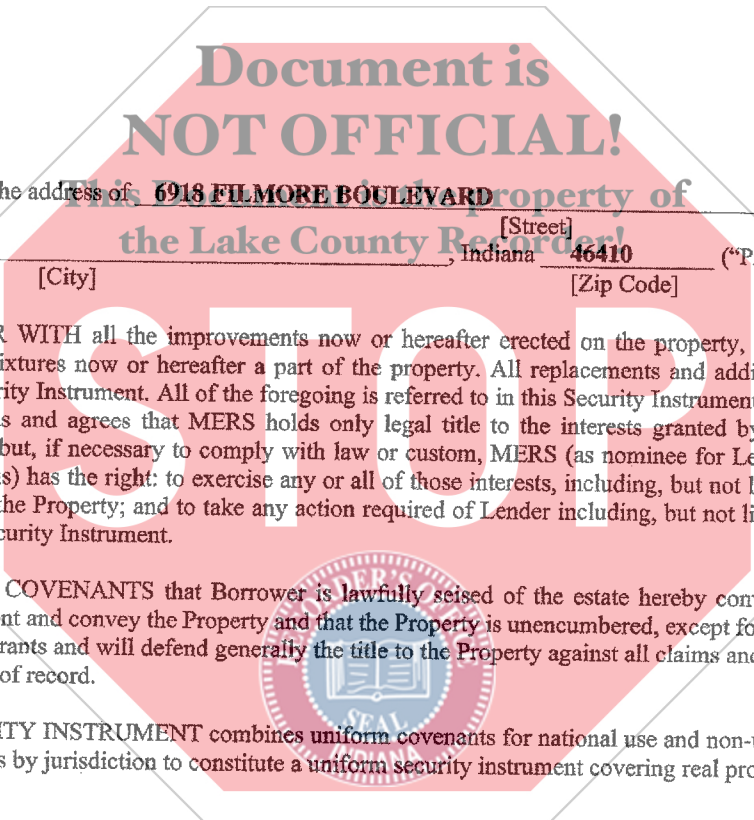 Document is
NOT OFFICIAL!
This Document is the property of
the Lake County Recorder!
STOP
he address of 6918 FILMORE BOULEVARD
[Street]
, Indiana 46410 ("P
[City] [Zip Code]
R WITH all the improvements now or hereafter erected on the property,
ixtures now or hereafter a part of the property. All replacements and addi
rity Instrument. All of the foregoing is referred to in this Security Instrument
s and agrees that MERS holds only legal title to the interests granted by
but, if necessary to comply with law or custom, MERS (as nominee for Le
s) has the right: to exercise any or all of those interests, including, but not l
the Property; and to take any action required of Lender including, but not li
curity Instrument.
COVENANTS that Borrower is lawfully seised of the estate hereby con
nt and convey the Property and that the Property is unencumbered, except fo
rants and will defend generally the title to the Property against all claims and
of record.
ITY INSTRUMENT combines uniform covenants for national use and non-u
s by jurisdiction to constitute a uniform security instrument covering real pro
RECORDER'S OFFICE
SEAL
INDIANA